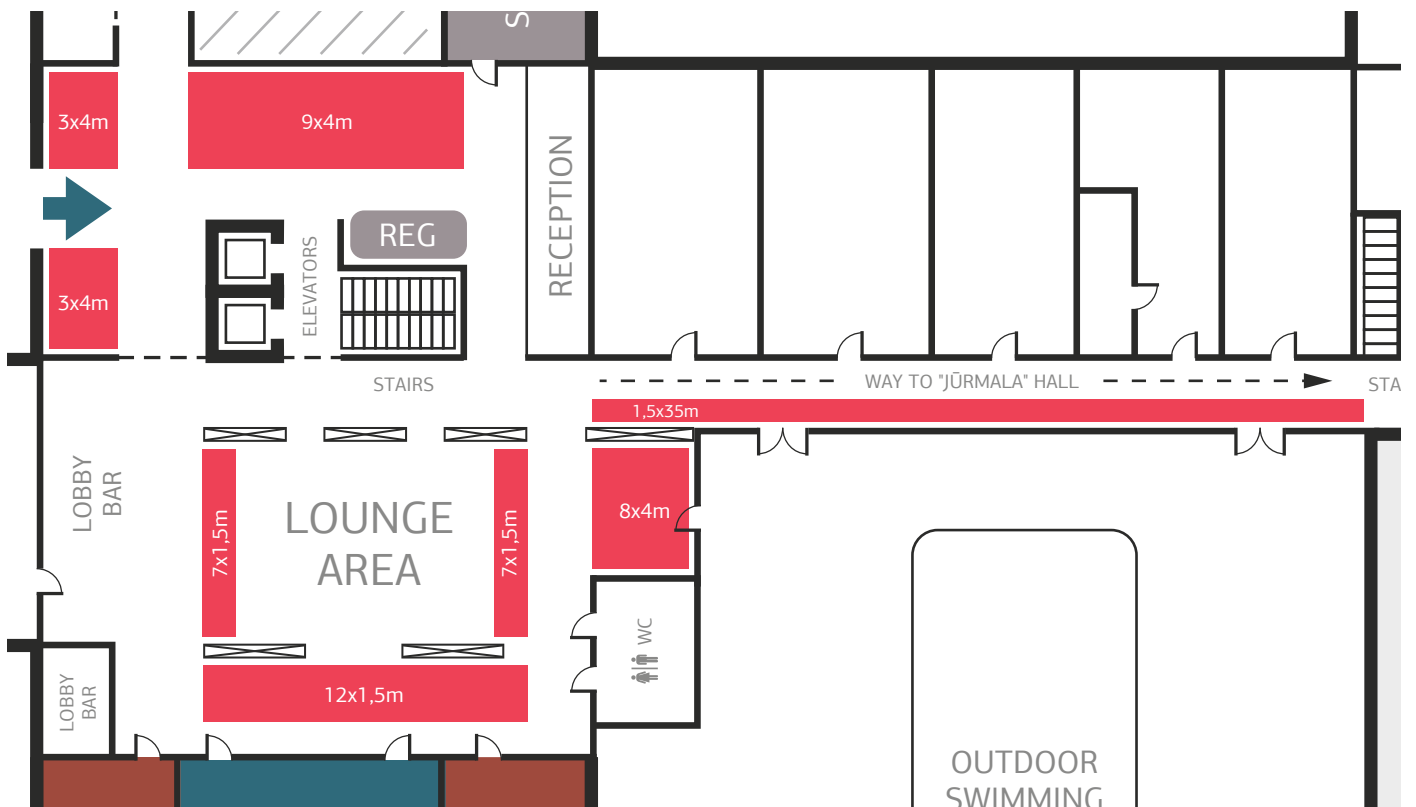 S
3x4m
9x4m
RECEPTION
REG
ELEVATORS
3x4m
STAIRS
WAY TO "JŪRMALA" HALL
STA
1,5x35m
LOBBY
BAR
7x1,5m
LOUNGE
AREA
7x1,5m
8x4m
WC
LOBBY
BAR
12x1,5m
OUTDOOR
SWIMMING